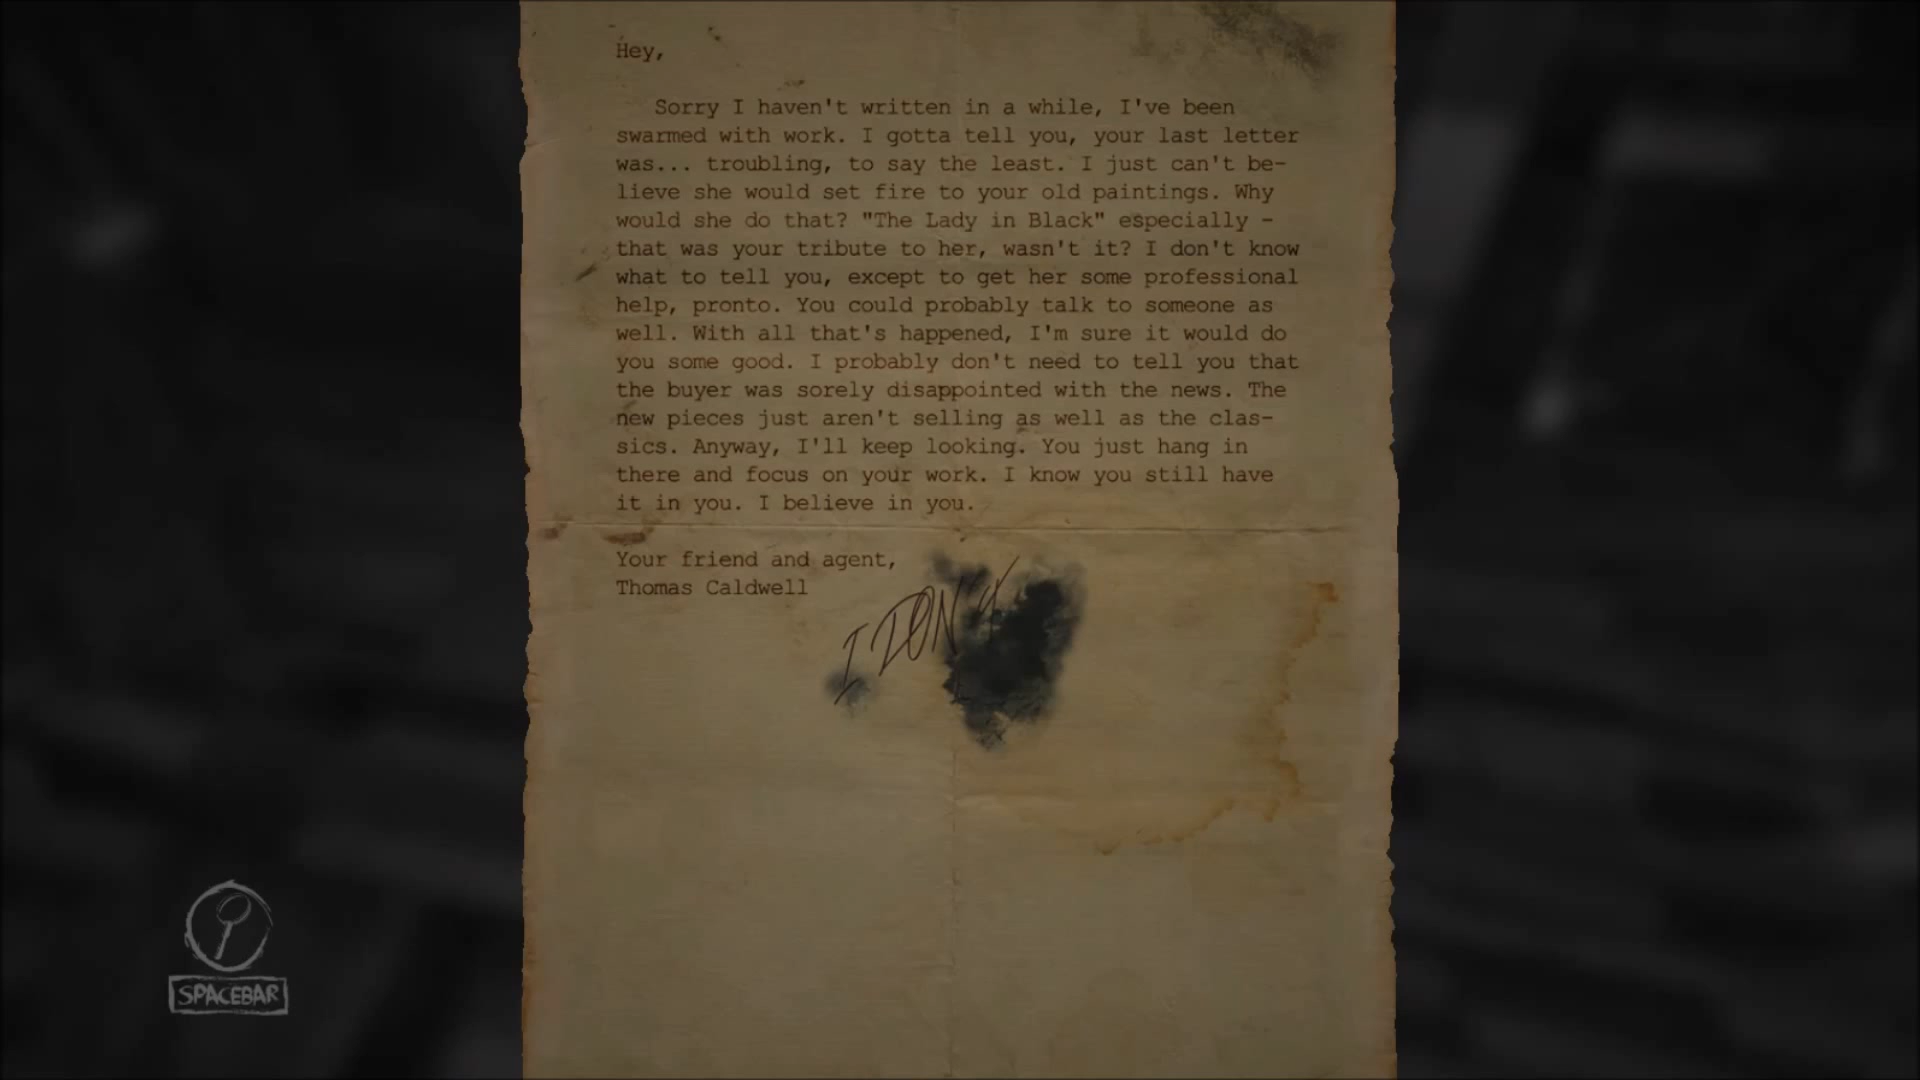 Hey,
Sorry I haven't written in a while, I've been
swarmed with work. I gotta tell you, your last letter
was... troubling, to say the least. I just can't be-
lieve she would set fire to your old paintings. Why
would she do that? "The Lady in Black" especially -
that was your tribute to her, wasn't it? I don't know
what to tell you, except to get her some professional
help, pronto. You could probably talk to someone as
well. With all that's happened, I'm sure it would do
you some good. I probably don't need to tell you that
the buyer was sorely disappointed with the news. The
new pieces just aren't selling as well as the clas-
sics. Anyway, I'll keep looking. You just hang in
there and focus on your work. I know you still have
it in you. I believe in you.
Your friend and agent,
Thomas Caldwell
I DON'T
SPACEBAR